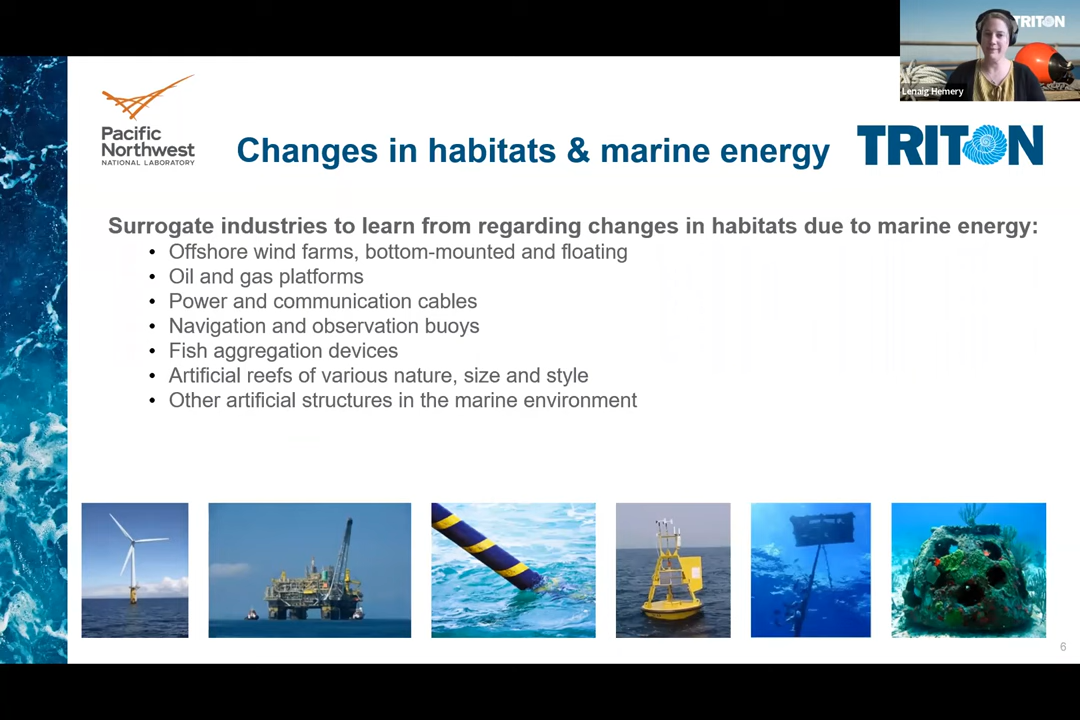 TRITON
Lenaig Hemery
Pacific
Northwest
NATIONAL LABORATORY
Changes in habitats & marine energy
TRITON
Surrogate industries to learn from regarding changes in habitats due to marine energy:
• Offshore wind farms, bottom-mounted and floating
• Oil and gas platforms
• Power and communication cables
• Navigation and observation buoys
• Fish aggregation devices
• Artificial reefs of various nature, size and style
• Other artificial structures in the marine environment
6